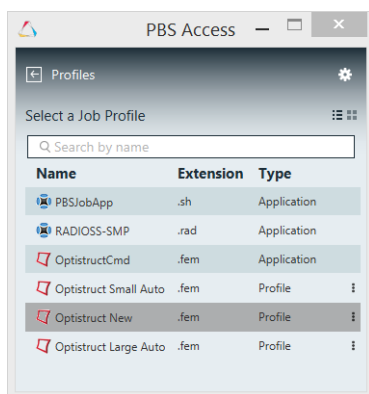 PBS Access
Profiles
Select a Job Profile
Search by name
Name Extension Type
PBSJobApp .sh Application
RADIOSS-SMP .rad Application
OptistructCmd .fem Application
Optistruct Small Auto .fem Profile
Optistruct New .fem Profile
Optistruct Large Auto .fem Profile